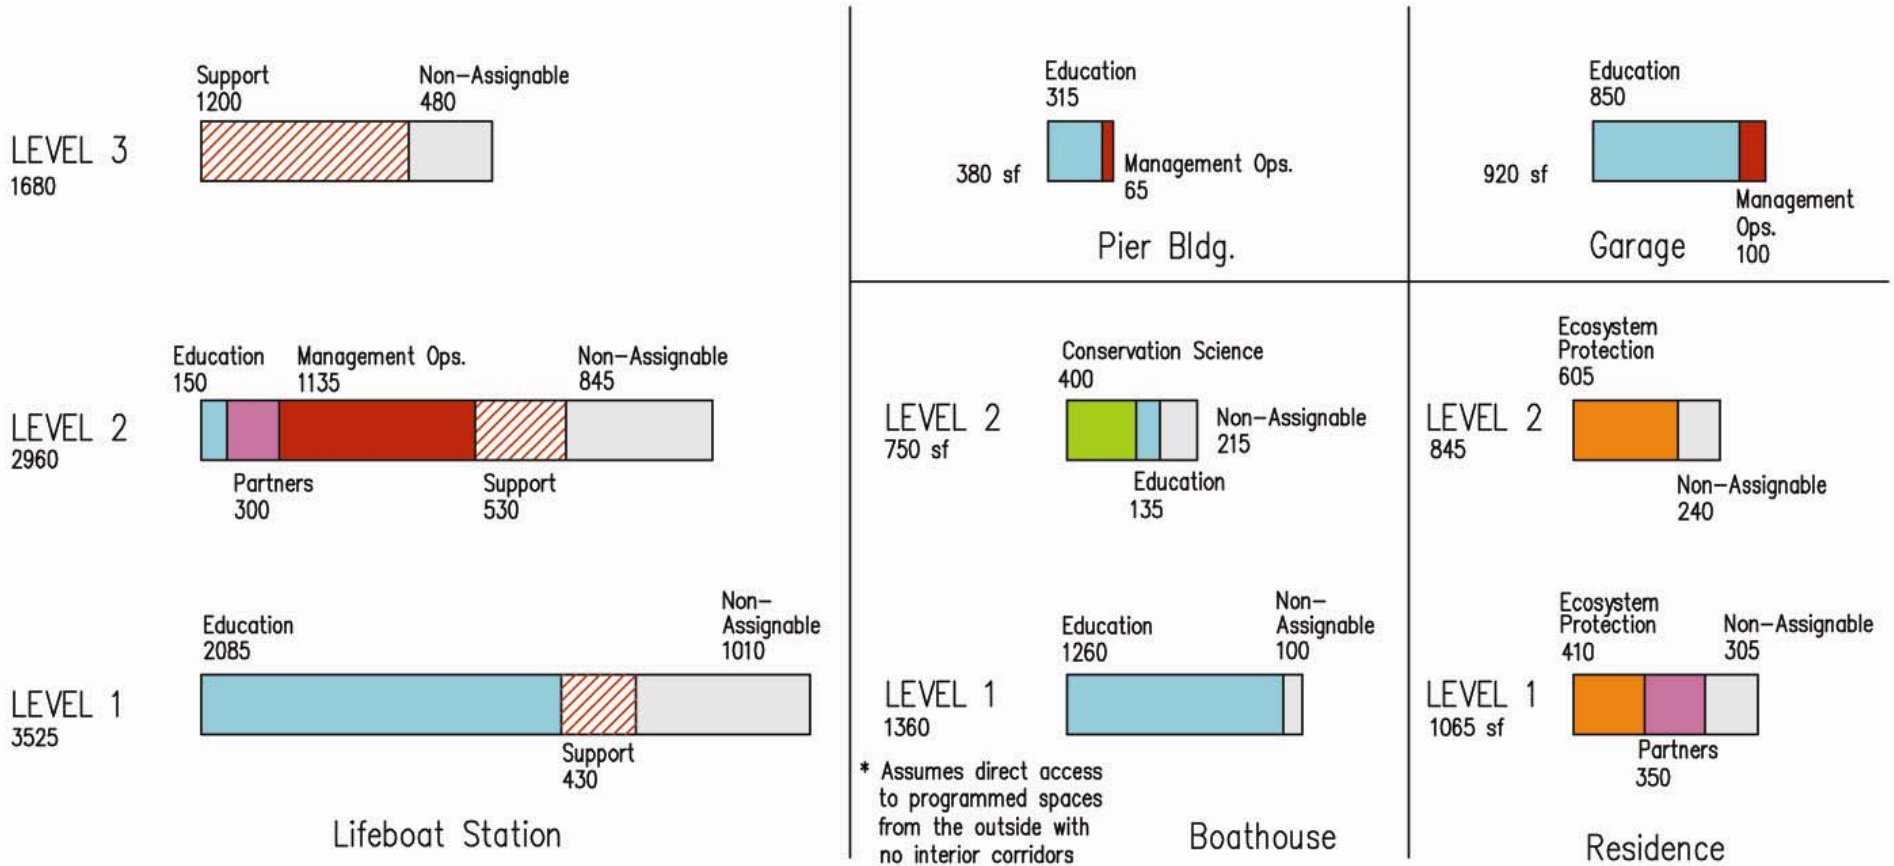 Support
1200
Non-Assignable
480
LEVEL 3
1680
Education
150
Management Ops.
1135
Non-Assignable
845
LEVEL 2
2960
Partners
300
Support
530
Education
2085
Non-
Assignable
1010
LEVEL 1
3525
Support
430
Lifeboat Station
Education
315
380 sf
Management Ops.
65
Pier Bldg.
Education
850
920 sf
Management
Ops.
100
Garage
Conservation Science
400
LEVEL 2
750 sf
Non-Assignable
215
Education
135
Education
1260
Non-
Assignable
100
LEVEL 1
1360
* Assumes direct access
to programmed spaces
from the outside with
no interior corridors
Boathouse
Ecosystem
Protection
605
LEVEL 2
845
Non-Assignable
240
Ecosystem
Protection
410
Non-Assignable
305
LEVEL 1
1065 sf
Partners
350
Residence